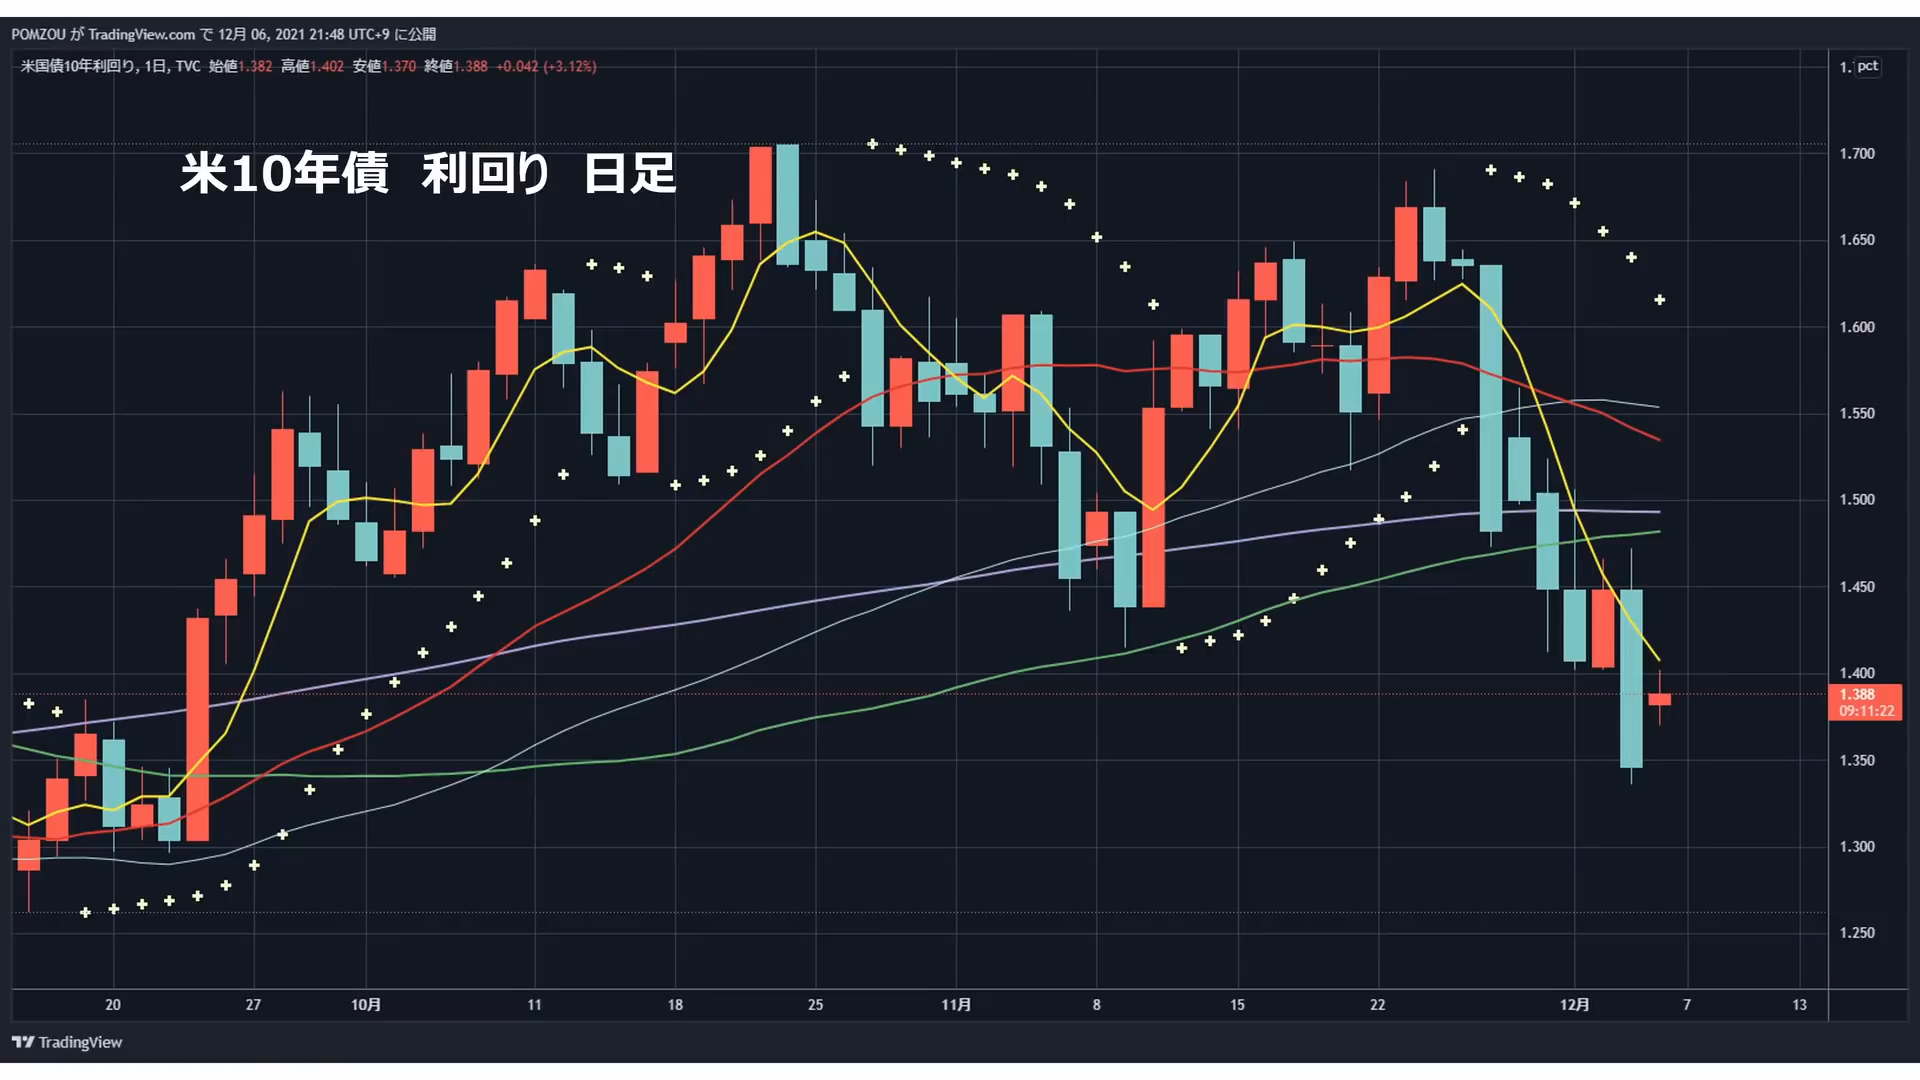 POMZOU が TradingView.com で 12月 06, 2021 21:48 UTC+9 に公開
米国債10年利回り, 1日, TVC 始値1.382 高値1.402 安値1.370 終値1.388 +0.042 (+3.12%)
pct
米10年債 利回り 日足
1.700
1.650
1.600
1.550
1.500
1.450
1.400
1.388
09:11:22
1.350
1.300
1.250
20 27 10月 11 18 25 11月 8 15 22 12月 7 13
TradingView